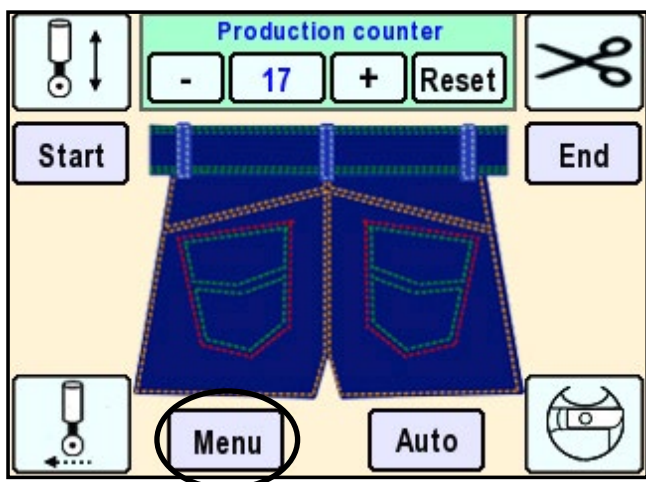 Production counter
- 17 + Reset
Start End
Menu Auto